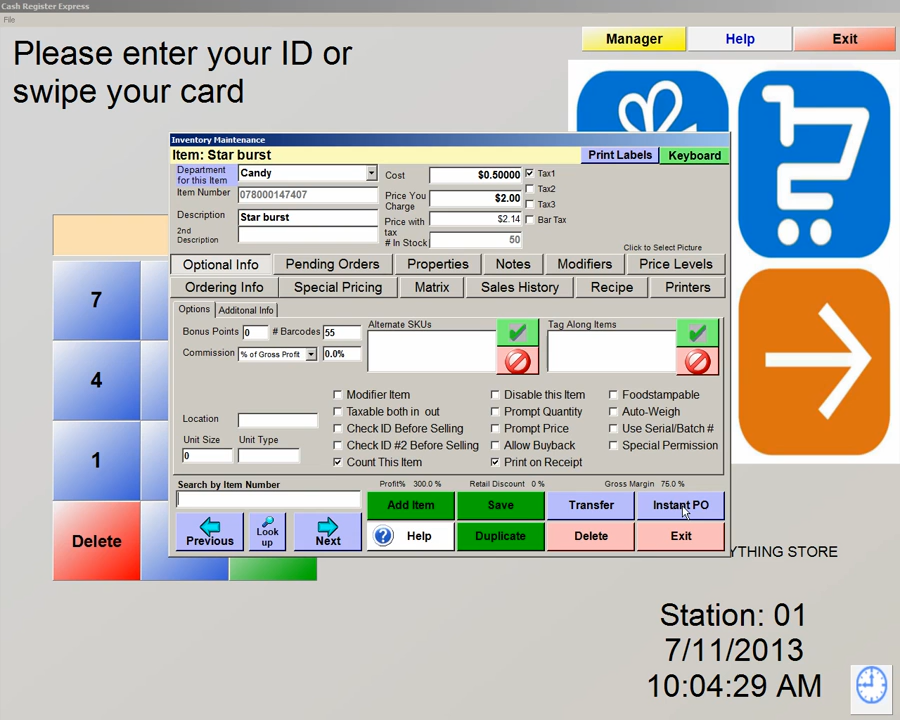 Cash Register Express
File
Please enter your ID or
swipe your card
Manager Help Exit
Inventory Maintenance
Item: Star burst Print Labels Keyboard
Department
for this Item Candy
Item Number 078000147407
Description Star burst
2nd
Description
Cost $0.50000
Price You
Charge $2.00
Price with
tax $2.14
# In Stock 50
Tax1
Tax2
Tax3
Bar Tax
Click to Select Picture
Optional Info Pending Orders Properties Notes Modifiers Price Levels
Ordering Info Special Pricing Matrix Sales History Recipe Printers
Options Additonal Info
Bonus Points 0 # Barcodes 55
Commission % of Gross Profit 0.0%
Alternate SKUs Tag Along Items
Location
Unit Size Unit Type
0
Modifier Item Disable this Item Foodstampable
Taxable both in out Prompt Quantity Auto-Weigh
Check ID Before Selling Prompt Price Use Serial/Batch #
Check ID #2 Before Selling Allow Buyback Special Permission
Count This Item Print on Receipt
Search by Item Number
Profit% 300.0 % Retail Discount 0 % Gross Margin 75.0 %
Add Item Save Transfer Instant PO
Previous Look
up Next
Help Duplicate Delete Exit
7
4
1
Delete
YTHING STORE
Station: 01
7/11/2013
10:04:29 AM